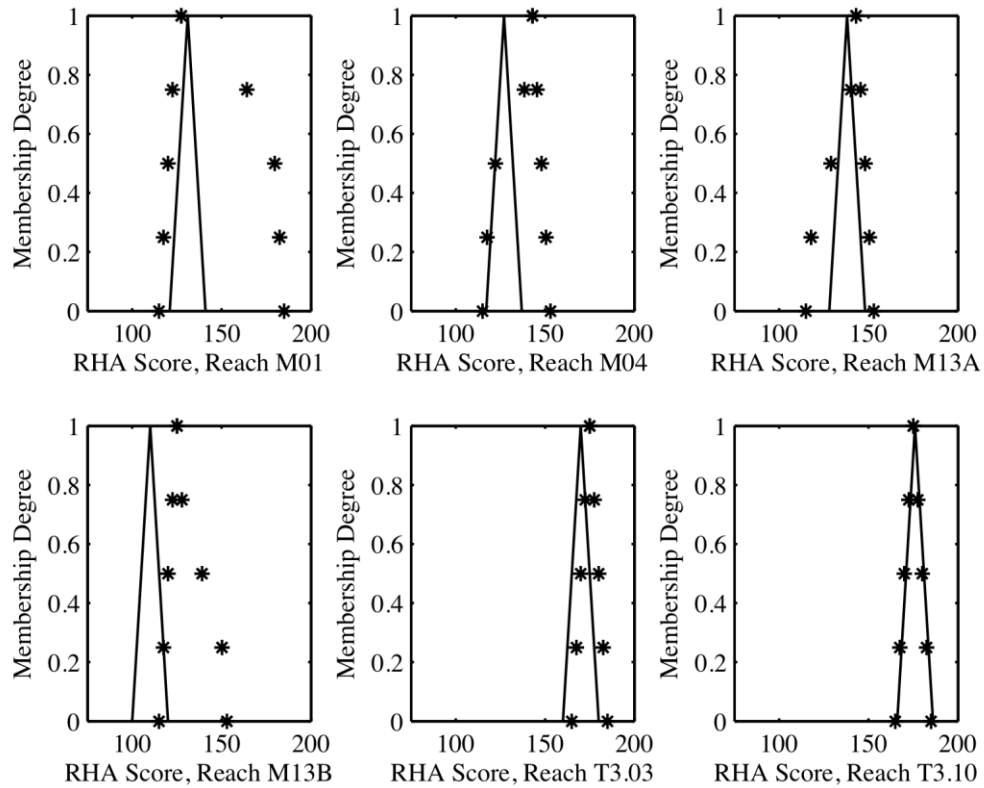 1
0.8
0.6
0.4
0.2
0
Membership Degree
100 150 200
RHA Score, Reach M01
1
0.8
0.6
0.4
0.2
0
Membership Degree
100 150 200
RHA Score, Reach M04
1
0.8
0.6
0.4
0.2
0
Membership Degree
100 150 200
RHA Score, Reach M13A
1
0.8
0.6
0.4
0.2
0
Membership Degree
100 150 200
RHA Score, Reach M13B
1
0.8
0.6
0.4
0.2
0
Membership Degree
100 150 200
RHA Score, Reach T3.03
1
0.8
0.6
0.4
0.2
0
Membership Degree
100 150 200
RHA Score, Reach T3.10